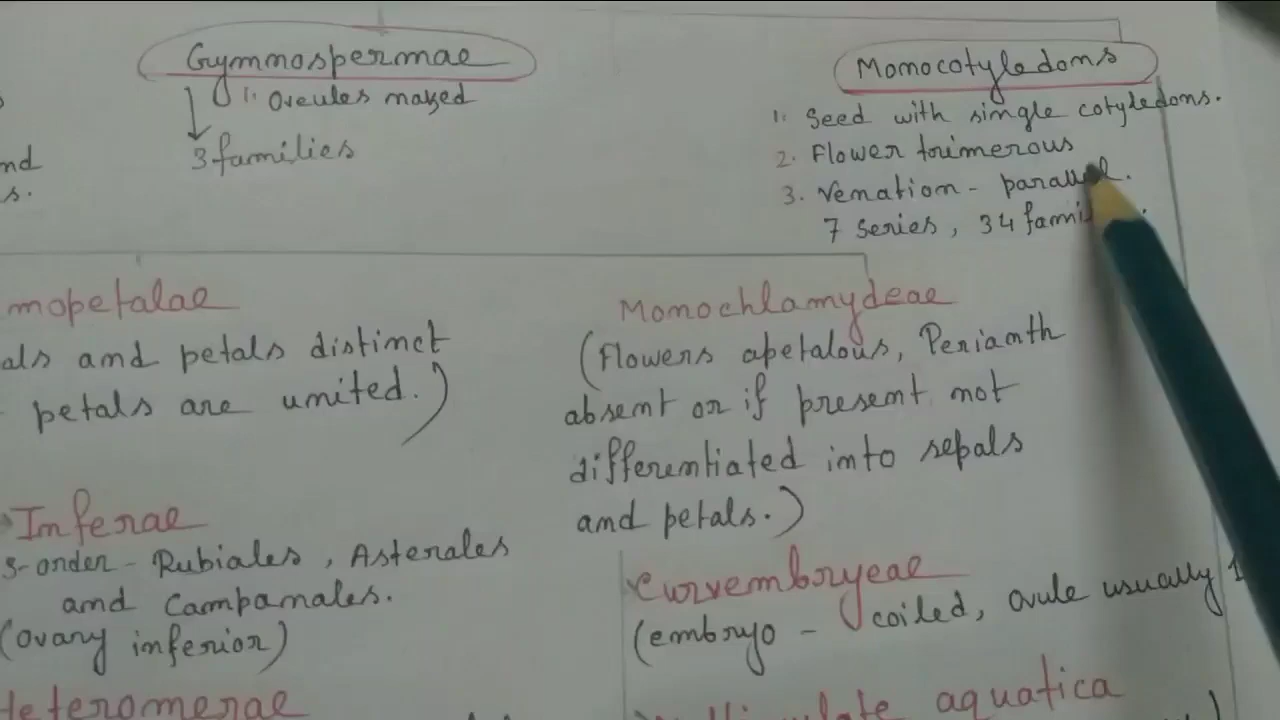 Gymnospermae
1. Ovules naked
3 families
nd
s.
Monocotyledons
1. Seed with single cotyledons.
2. Flower trimerous
3. Venation - parallel.
7 series, 34 fami
mopetalae
als and petals distinct
petals are united.)
Monochlamydeae
(Flowers apetalous, Perianth
absent or if present not
differentiated into sepals
and petals.)
Inferae
3-order - Rubiales, Asterales
and Campanales.
(Ovary inferior)
Heteromerae
Curvembryeae
(embryo - coiled, ovule usually 1
aquatica